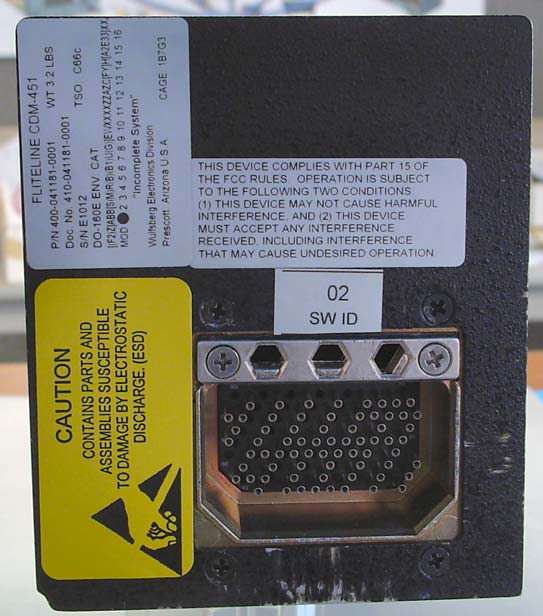 FLITELINE CDM-451
P/N 400-041181-0001 WT 3.2 LBS
Doc. No. 410-041181-0001
S/N E1012 TSO C66c
DO-160E ENV. CAT
MOD 2 3 4 5 6 7 8 9 10 11 12 13 14 15 16
"Incomplete System"
Wulfsberg Electronics Division
Prescott, Arizona U.S.A. CAGE 1B7G3
THIS DEVICE COMPLIES WITH PART 15 OF
THE FCC RULES. OPERATION IS SUBJECT
TO THE FOLLOWING TWO CONDITIONS.
(1) THIS DEVICE MAY NOT CAUSE HARMFUL
INTERFERENCE, AND (2) THIS DEVICE
MUST ACCEPT ANY INTERFERENCE
RECEIVED, INCLUDING INTERFERENCE
THAT MAY CAUSE UNDESIRED OPERATION.
02
SW ID
CAUTION
CONTAINS PARTS AND
ASSEMBLIES SUSCEPTIBLE
TO DAMAGE BY ELECTROSTATIC
DISCHARGE. (ESD)